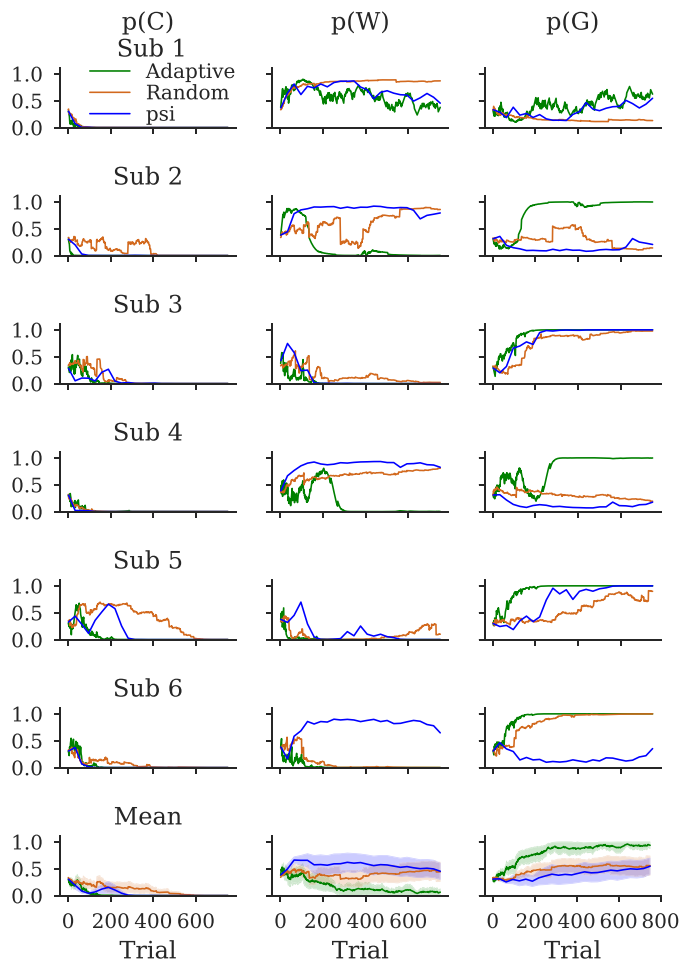 p(C) p(W) p(G)
Sub 1
Adaptive
Random
psi
1.0
0.5
0.0
Sub 2
1.0
0.5
0.0
Sub 3
1.0
0.5
0.0
Sub 4
1.0
0.5
0.0
Sub 5
1.0
0.5
0.0
Sub 6
1.0
0.5
0.0
Mean
1.0
0.5
0.0
0 200 400 600 0 200 400 600 0 200 400 600 800
Trial Trial Trial